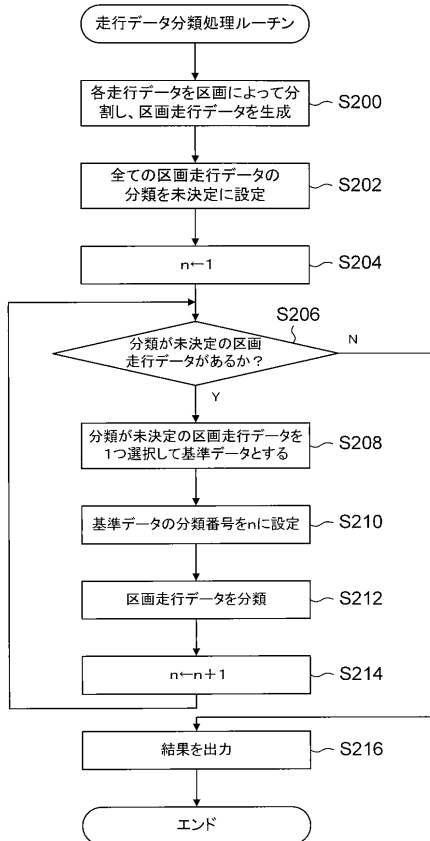 走行データ分類処理ルーチン
各走行データを区画によって分
割し、区画走行データを生成
S200
全ての区画走行データの
分類を未決定に設定
S202
n←1
S204
S206
分類が未決定の区画
走行データがあるか？
N
Y
分類が未決定の区画走行データを
1つ選択して基準データとする
S208
基準データの分類番号をnに設定
S210
区画走行データを分類
S212
n←n+1
S214
結果を出力
S216
エンド